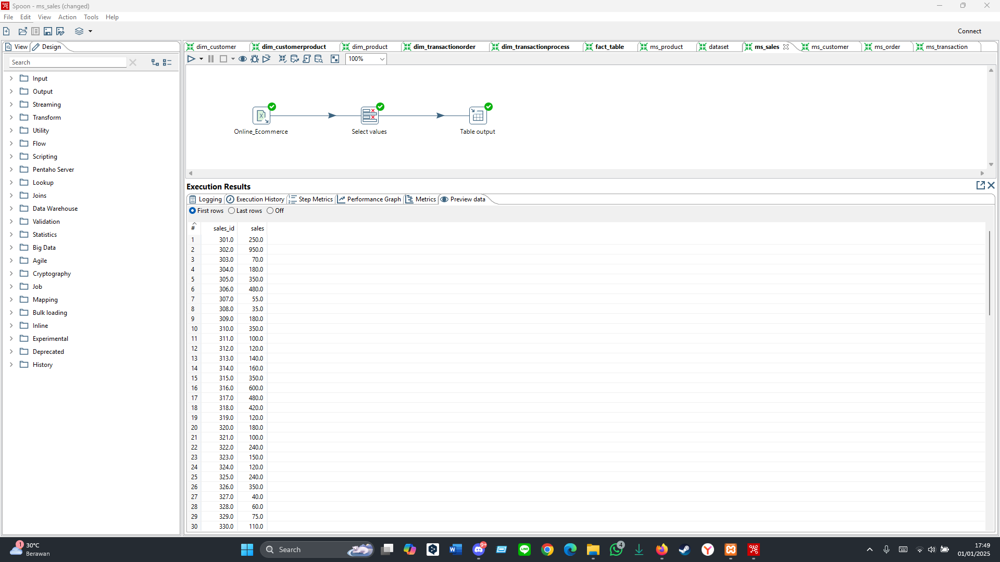 Spoon - ms_sales (changed)
File Edit View Action Tools Help
Connect
View Design
dim_customer dim_customerproduct dim_product dim_transactionorder dim_transactionprocess fact_table ms_product dataset ms_sales ms_customer ms_order ms_transaction
Search
100%
Input
Output
Streaming
Transform
Utility
Flow
Scripting
Pentaho Server
Lookup
Joins
Data Warehouse
Validation
Statistics
Big Data
Agile
Cryptography
Job
Mapping
Bulk loading
Inline
Experimental
Deprecated
History
Online_Ecommerce Select values Table output
Execution Results
Logging Execution History Step Metrics Performance Graph Metrics Preview data
First rows Last rows Off
# sales_id sales
1 301.0 250.0
2 302.0 950.0
3 303.0 70.0
4 304.0 180.0
5 305.0 350.0
6 306.0 480.0
7 307.0 55.0
8 308.0 35.0
9 309.0 180.0
10 310.0 350.0
11 311.0 100.0
12 312.0 120.0
13 313.0 140.0
14 314.0 160.0
15 315.0 350.0
16 316.0 600.0
17 317.0 480.0
18 318.0 420.0
19 319.0 120.0
20 320.0 180.0
21 321.0 100.0
22 322.0 240.0
23 323.0 150.0
24 324.0 120.0
25 325.0 240.0
26 326.0 350.0
27 327.0 40.0
28 328.0 60.0
29 329.0 75.0
30 330.0 110.0
1 30°C
Berawan
Search
9+
LINE
4
17:49
01/01/2025